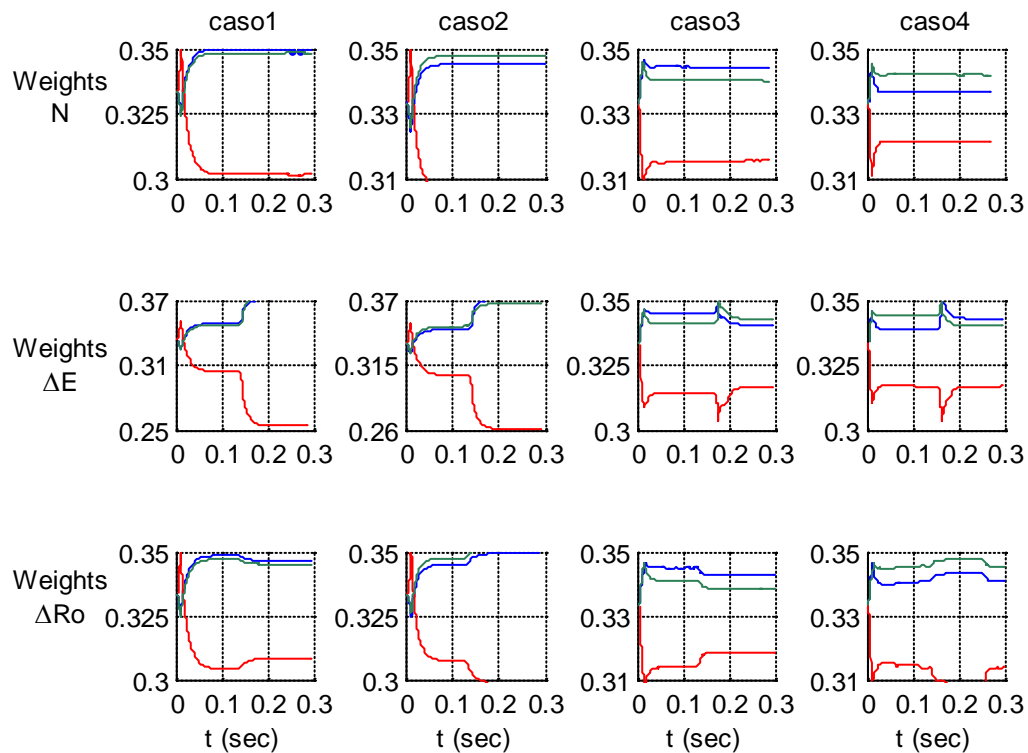 caso1 caso2 caso3 caso4
Weights N
0.35 0.325 0.3
0 0.1 0.2 0.3
0.35 0.33 0.31
0 0.1 0.2 0.3
0.35 0.33 0.31
0 0.1 0.2 0.3
0.35 0.33 0.31
0 0.1 0.2 0.3
Weights ΔE
0.37 0.31 0.25
0 0.1 0.2 0.3
0.37 0.315 0.26
0 0.1 0.2 0.3
0.35 0.325 0.3
0 0.1 0.2 0.3
0.35 0.325 0.3
0 0.1 0.2 0.3
Weights ΔRo
0.35 0.325 0.3
0 0.1 0.2 0.3
t (sec)
0.35 0.325 0.3
0 0.1 0.2 0.3
t (sec)
0.35 0.33 0.31
0 0.1 0.2 0.3
t (sec)
0.35 0.33 0.31
0 0.1 0.2 0.3
t (sec)